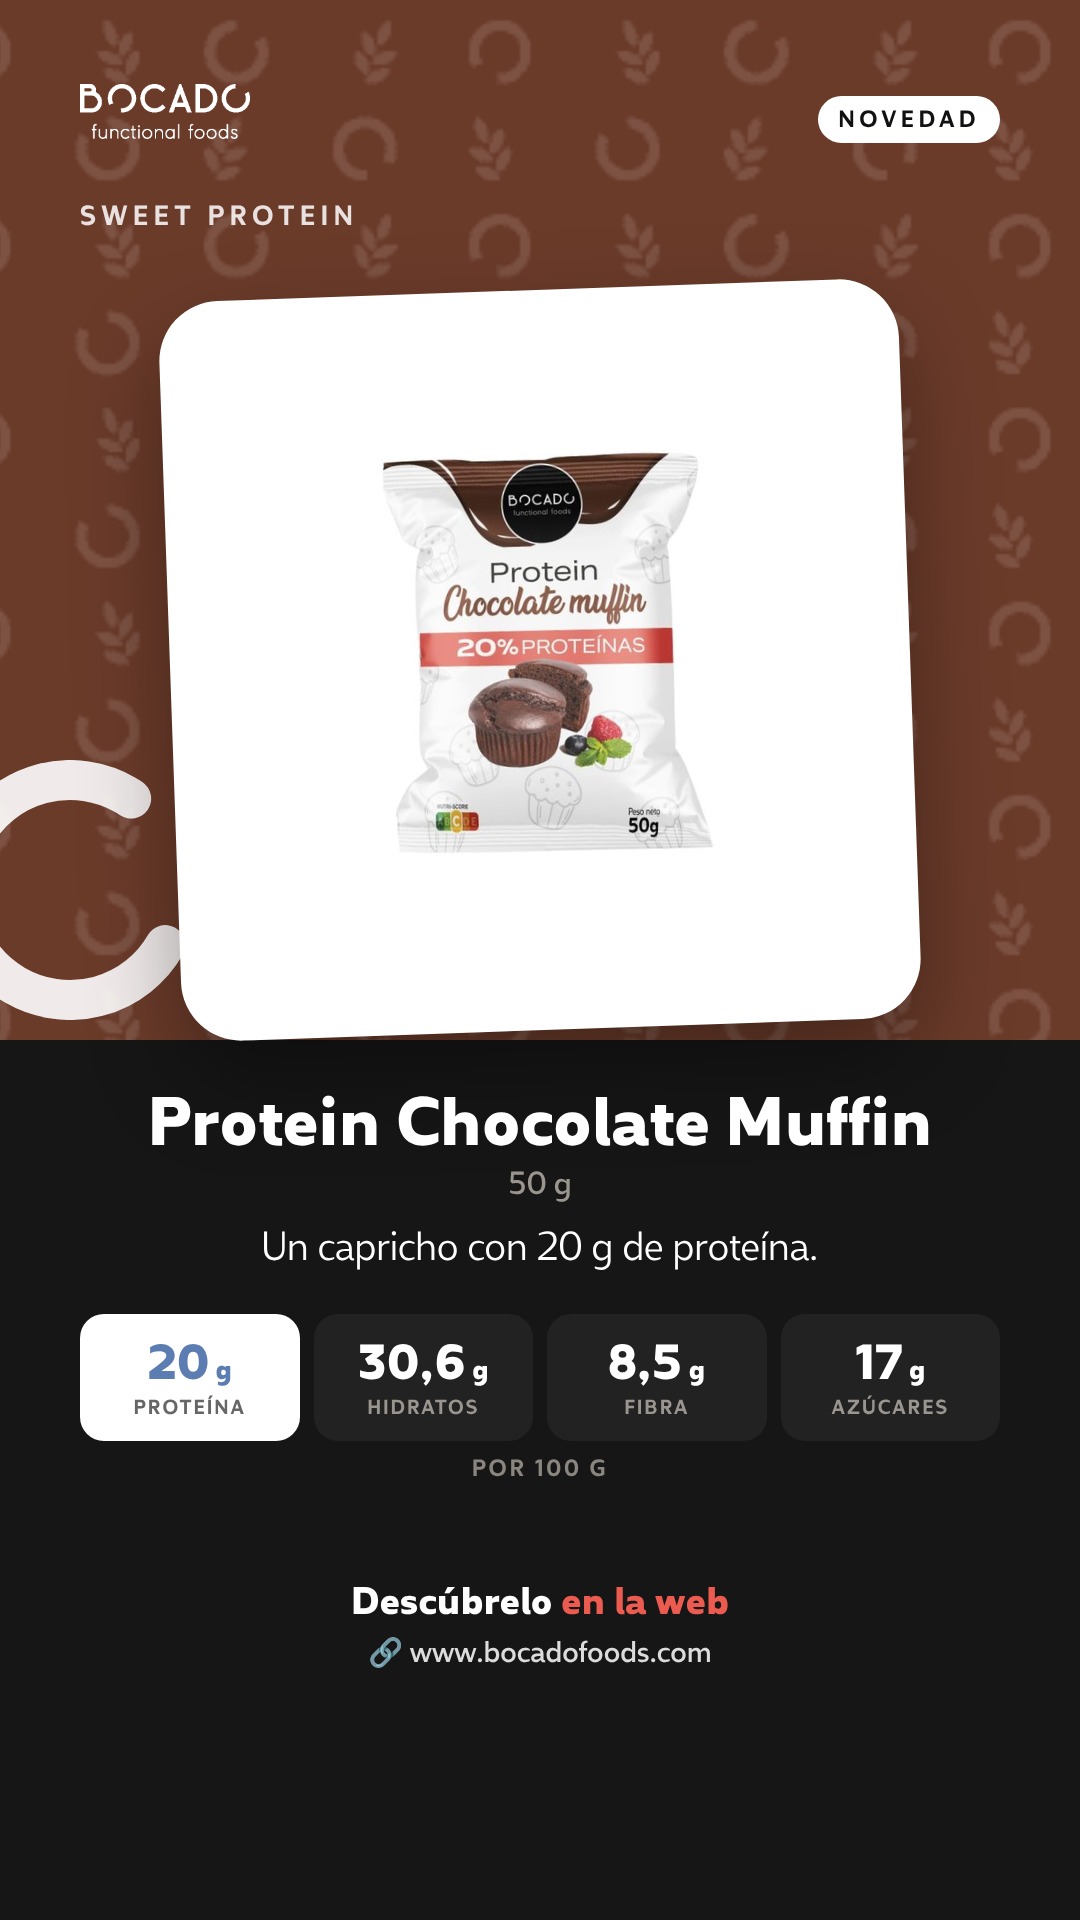 BOCADO
functional foods
NOVEDAD
SWEET PROTEIN
BOCADO
functional foods
Protein
Chocolate muffin
20% PROTEÍNAS
NUTRI-SCORE
A B C D E
Peso neto
50g
Protein Chocolate Muffin
50 g
Un capricho con 20 g de proteína.
20 g
PROTEÍNA
30,6 g
HIDRATOS
8,5 g
FIBRA
17 g
AZÚCARES
POR 100 G
Descúbrelo en la web
🔗 www.bocadofoods.com